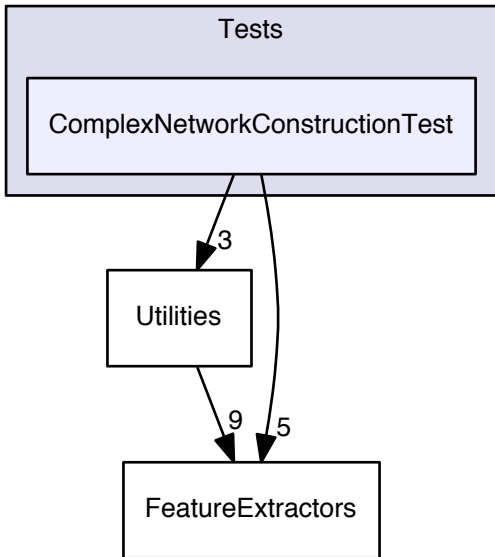 Tests
ComplexNetworkConstructionTest
3
Utilities
9
5
FeatureExtractors